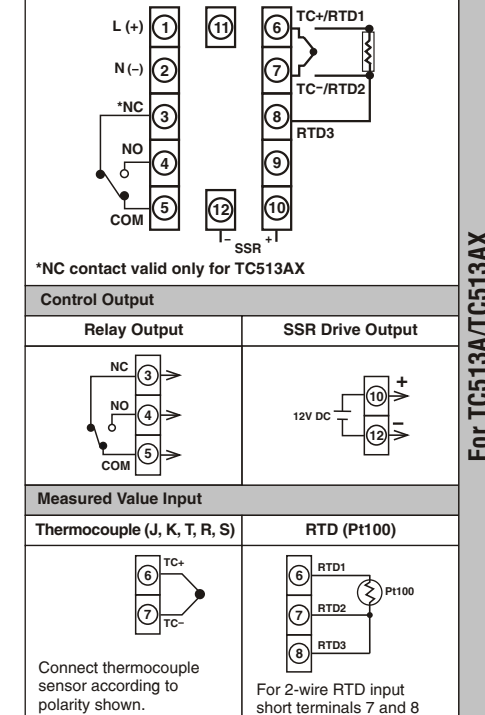 L (+) 1 11 6 TC+/RTD1
N (–) 2 7 TC–/RTD2
*NC 3 8 RTD3
NO 4 9
COM 5 12 10
– SSR +
*NC contact valid only for TC513AX
Control Output
Relay Output SSR Drive Output
NC 3
NO 4
COM 5
12V DC 10 +
12 –
Measured Value Input
Thermocouple (J, K, T, R, S) RTD (Pt100)
6 TC+
7 TC–
Connect thermocouple
sensor according to
polarity shown.
6 RTD1
Pt100
7 RTD2
8 RTD3
For 2-wire RTD input
short terminals 7 and 8
For TC513A/TC513AX